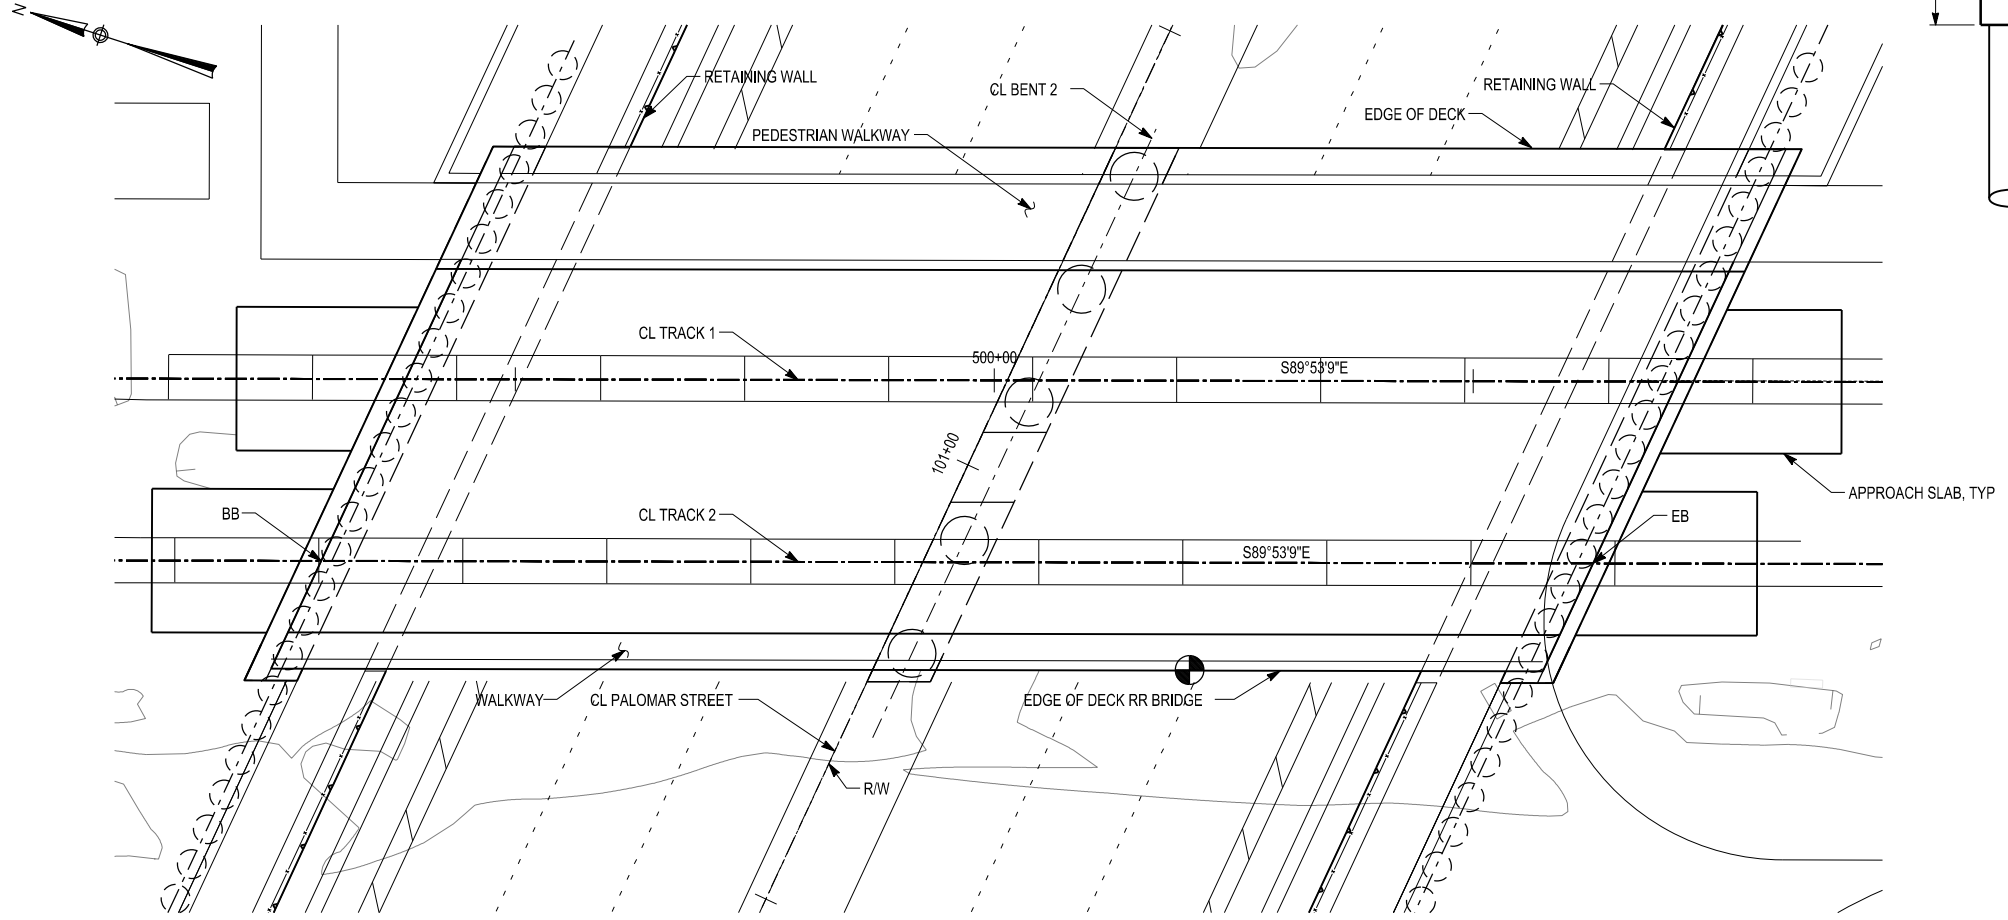 N
RETAINING WALL
CL BENT 2
RETAINING WALL
EDGE OF DECK
PEDESTRIAN WALKWAY
CL TRACK 1
500+00
S89°53'9"E
101+00
APPROACH SLAB, TYP
BB
CL TRACK 2
EB
S89°53'9"E
WALKWAY
CL PALOMAR STREET
EDGE OF DECK RR BRIDGE
R/W